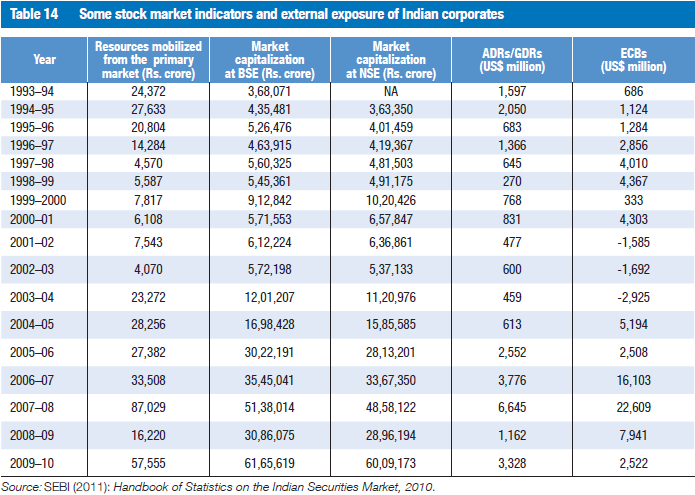 Table 14 Some stock market indicators and external exposure of Indian corporates
Year Resources mobilized from the primary market (Rs. crore) Market capitalization at BSE (Rs. crore) Market capitalization at NSE (Rs. crore) ADRs/GDRs (US$ million) ECBs (US$ million)
1993–94 24,372 3,68,071 NA 1,597 686
1994–95 27,633 4,35,481 3,63,350 2,050 1,124
1995–96 20,804 5,26,476 4,01,459 683 1,284
1996–97 14,284 4,63,915 4,19,367 1,366 2,856
1997–98 4,570 5,60,325 4,81,503 645 4,010
1998–99 5,587 5,45,361 4,91,175 270 4,367
1999–2000 7,817 9,12,842 10,20,426 768 333
2000–01 6,108 5,71,553 6,57,847 831 4,303
2001–02 7,543 6,12,224 6,36,861 477 -1,585
2002–03 4,070 5,72,198 5,37,133 600 -1,692
2003–04 23,272 12,01,207 11,20,976 459 -2,925
2004–05 28,256 16,98,428 15,85,585 613 5,194
2005–06 27,382 30,22,191 28,13,201 2,552 2,508
2006–07 33,508 35,45,041 33,67,350 3,776 16,103
2007–08 87,029 51,38,014 48,58,122 6,645 22,609
2008–09 16,220 30,86,075 28,96,194 1,162 7,941
2009–10 57,555 61,65,619 60,09,173 3,328 2,522
Source: SEBI (2011): Handbook of Statistics on the Indian Securities Market, 2010.